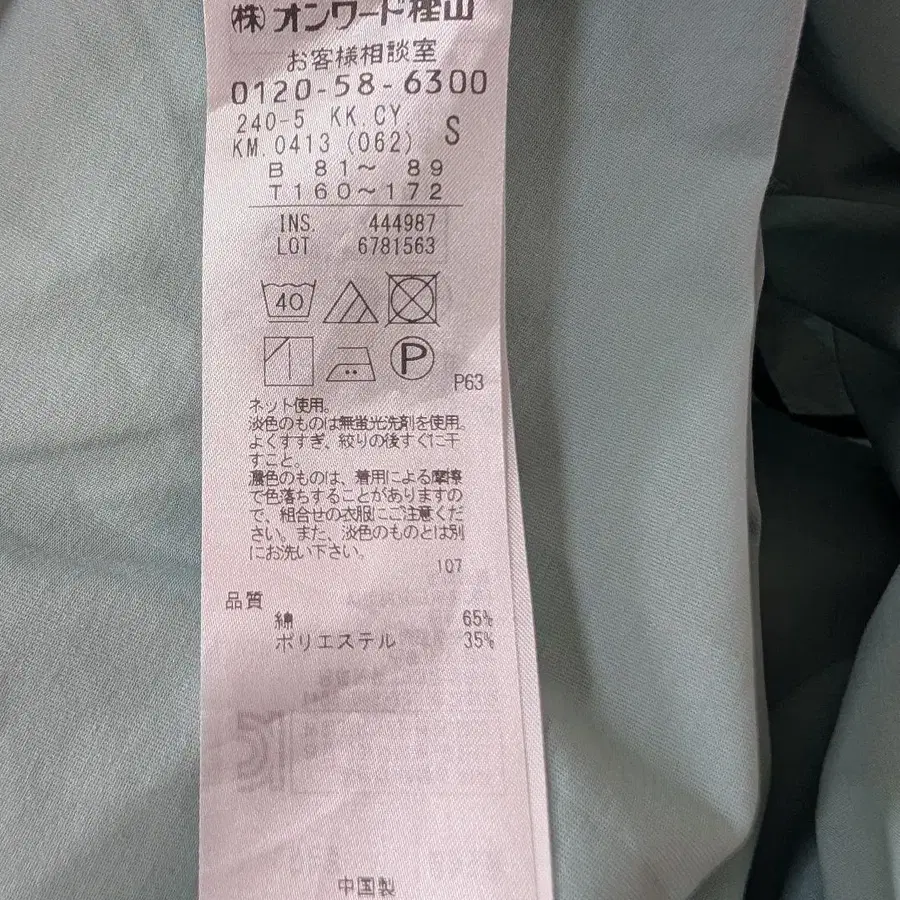 (株)オンワード樫山
お客様相談室
0120-58-6300
240-5 KK.CY.
KM.0413 (062) S
B 81〜 89
T160〜172
INS. 444987
LOT 6781563
40
P
P63
ネット使用。
淡色のものは無蛍光洗剤を使用。
よくすすぎ、絞りの後すぐに干
すこと。
濃色のものは、着用による摩擦
で色落ちすることがありますの
で、組合せの衣服にご注意くだ
さい。また、淡色のものとは別
にお洗い下さい。
107
品質
綿 65%
ポリエステル 35%
中国製